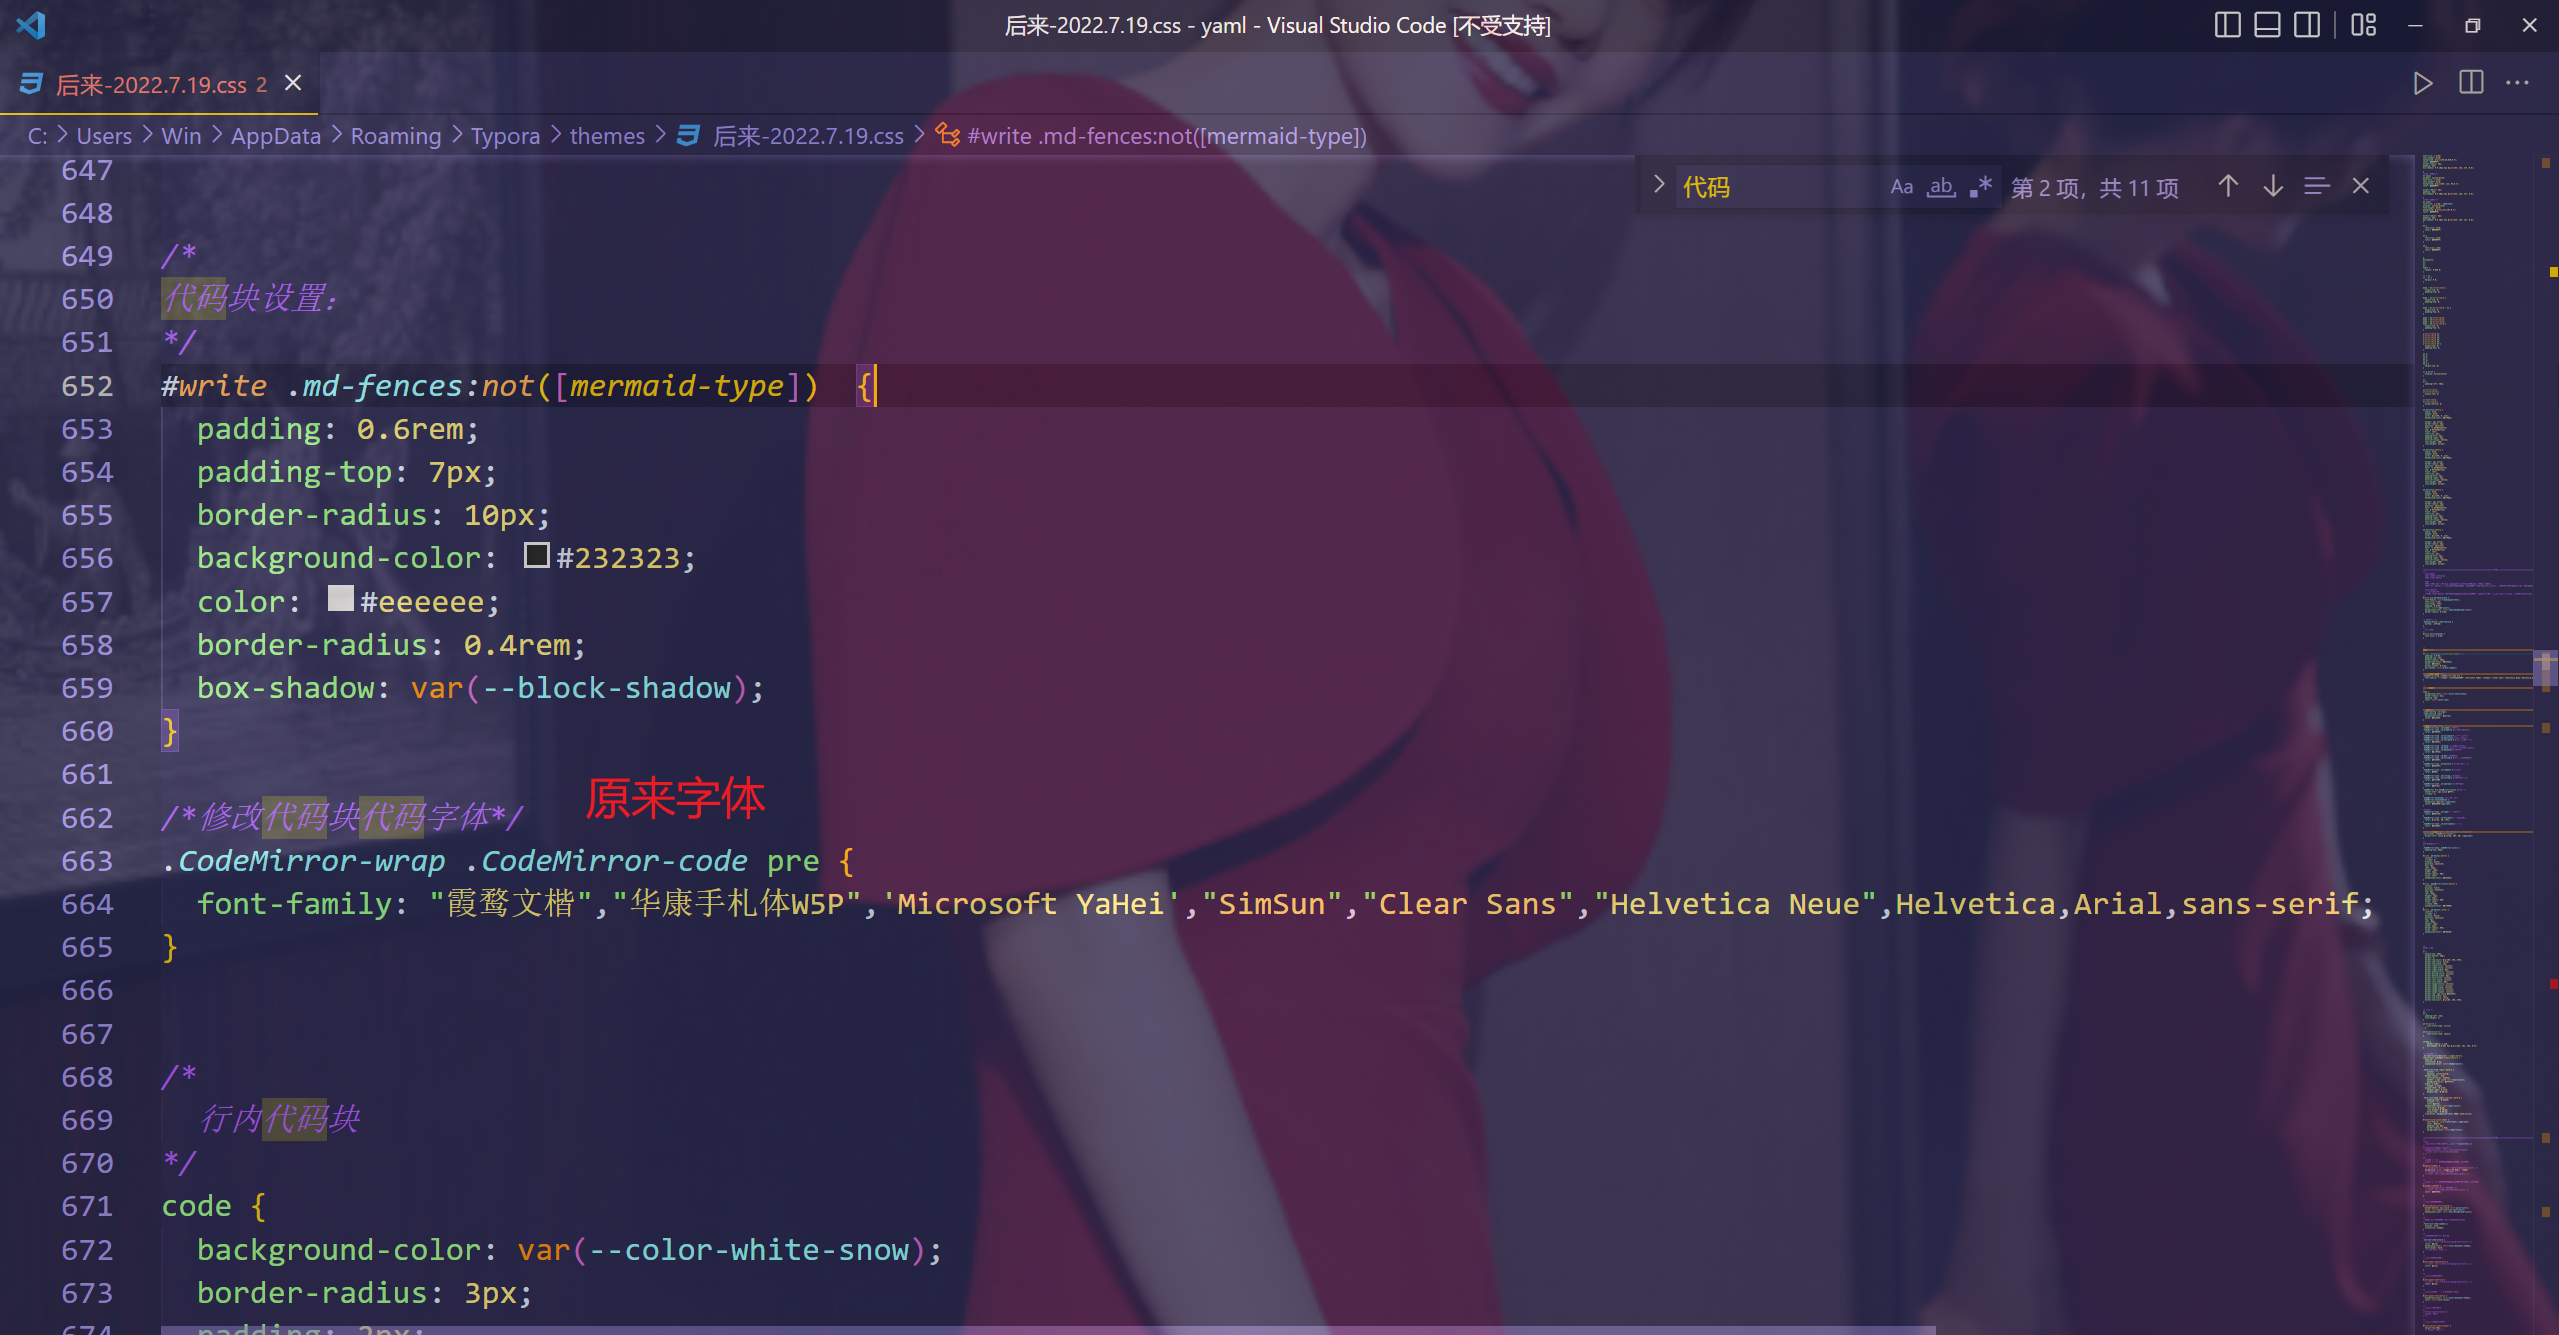 后来-2022.7.19.css - yaml - Visual Studio Code [不受支持]
后来-2022.7.19.css 2
C: > Users > Win > AppData > Roaming > Typora > themes > 后来-2022.7.19.css > #write .md-fences:not([mermaid-type])
代码 Aa ab .* 第 2 项，共 11 项
647
648
649 /*
650 代码块设置：
651 */
652 #write .md-fences:not([mermaid-type])  {
653   padding: 0.6rem;
654   padding-top: 7px;
655   border-radius: 10px;
656   background-color: #232323;
657   color: #eeeeee;
658   border-radius: 0.4rem;
659   box-shadow: var(--block-shadow);
660 }
661
原来字体
662 /*修改代码块代码字体*/
663 .CodeMirror-wrap .CodeMirror-code pre {
664   font-family: "霞鹜文楷","华康手札体W5P",'Microsoft YaHei',"SimSun","Clear Sans","Helvetica Neue",Helvetica,Arial,sans-serif;
665 }
666
667
668 /*
669   行内代码块
670 */
671 code {
672   background-color: var(--color-white-snow);
673   border-radius: 3px;
674   padding: 2px;